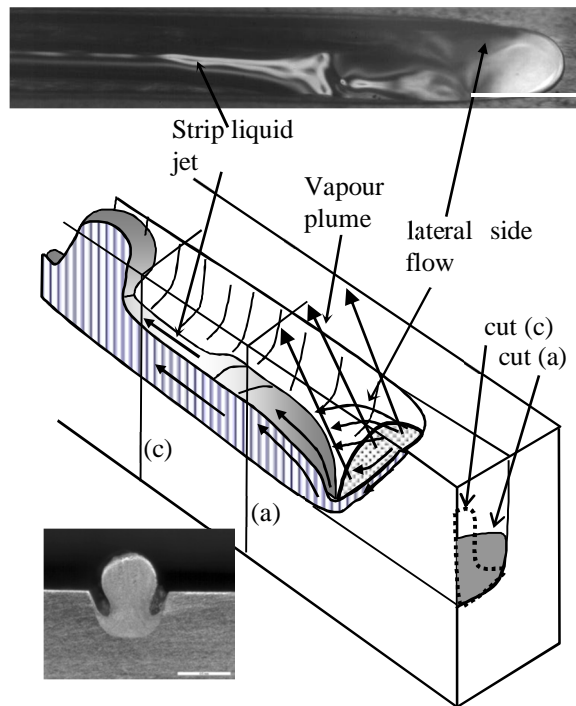 Strip liquid
jet
Vapour
plume
lateral side
flow
cut (c)
cut(a)
(c)
(a)